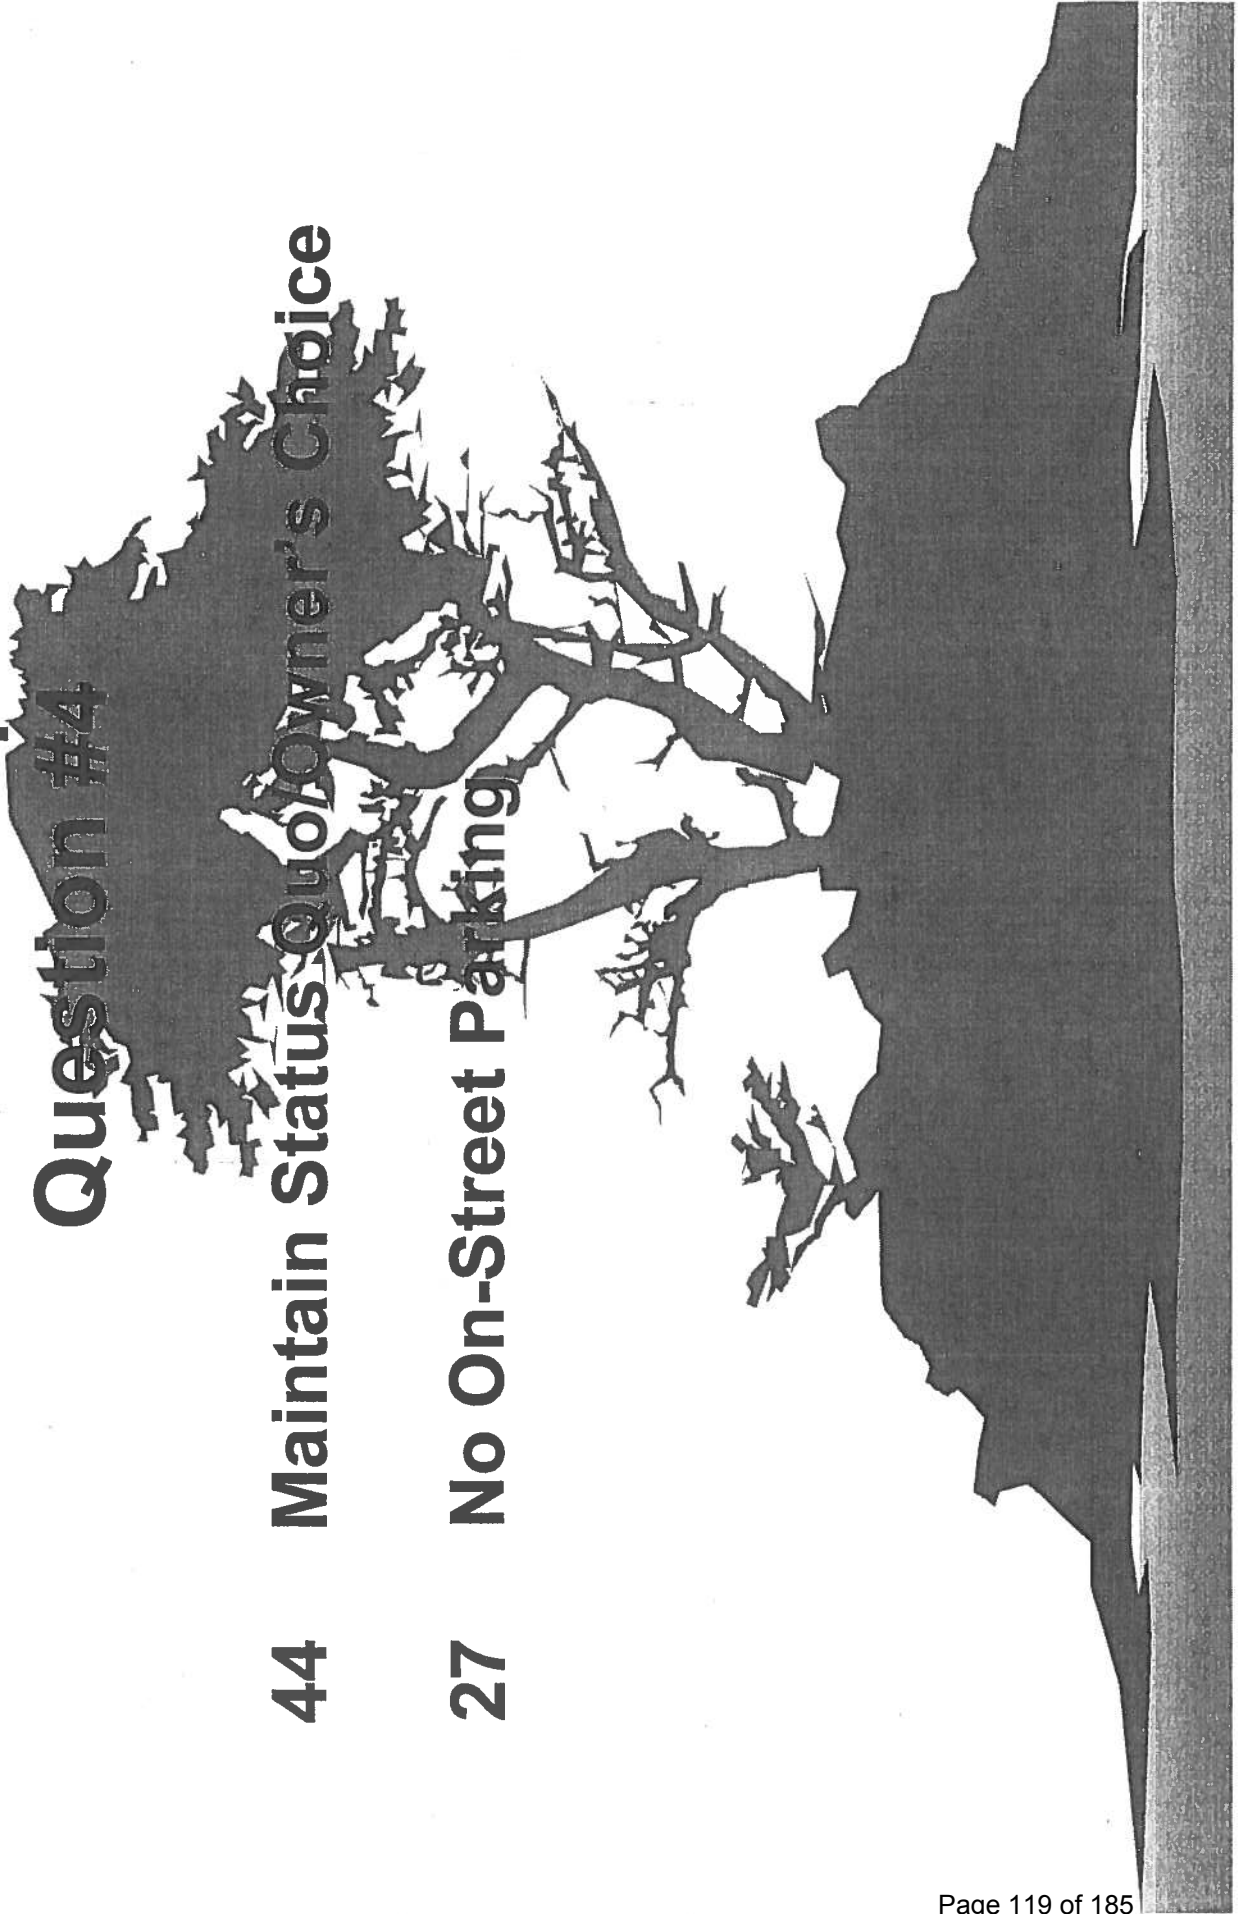 Question #4
44 Maintain Status Quo/Owner's Choice
27 No On-Street Parking
Page 119 of 185